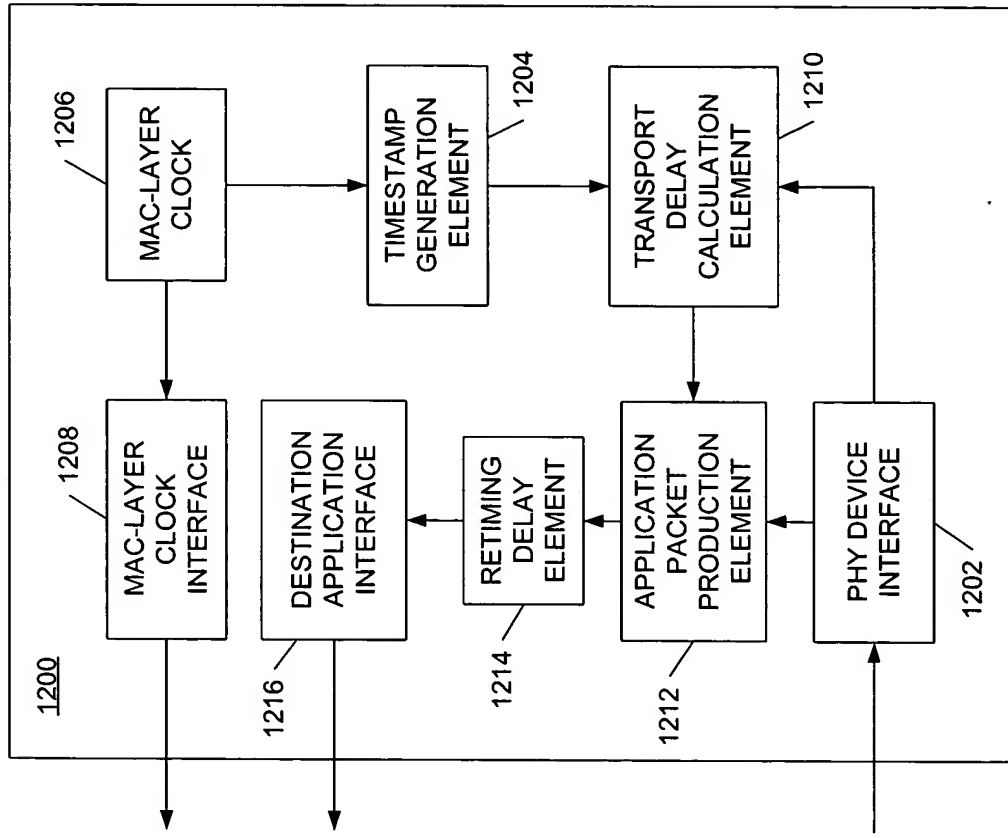 1200
1206
MAC-LAYER
CLOCK
1208
MAC-LAYER
CLOCK
INTERFACE
1204
TIMESTAMP
GENERATION
ELEMENT
1216
DESTINATION
APPLICATION
INTERFACE
1214
RETIMING
DELAY
ELEMENT
1210
TRANSPORT
DELAY
CALCULATION
ELEMENT
1212
APPLICATION
PACKET
PRODUCTION
ELEMENT
PHY DEVICE
INTERFACE
1202